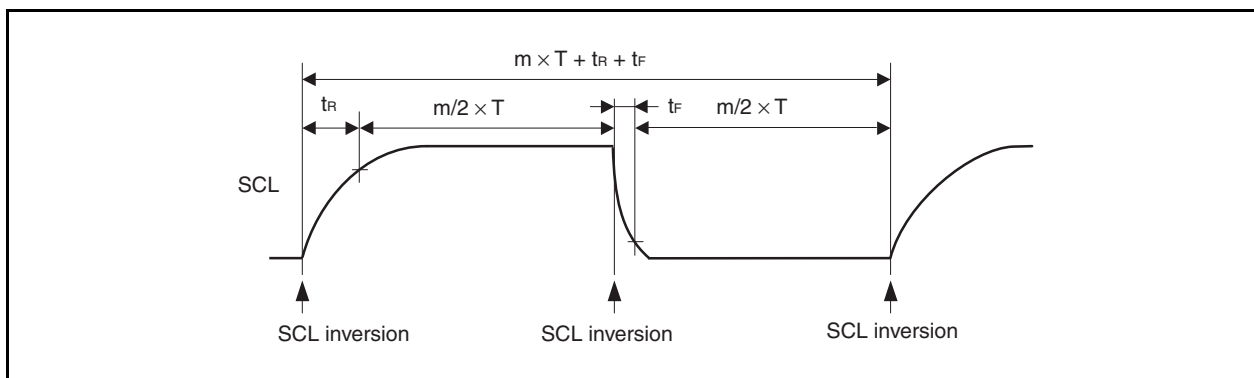 m × T + tR + tF
tR
m/2 × T
tF
m/2 × T
SCL
SCL inversion
SCL inversion
SCL inversion